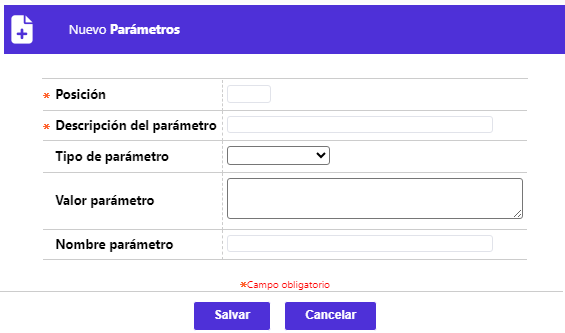 Nuevo Parámetros
* Posición
* Descripción del parámetro
Tipo de parámetro
Valor parámetro
Nombre parámetro
*Campo obligatorio
Salvar
Cancelar